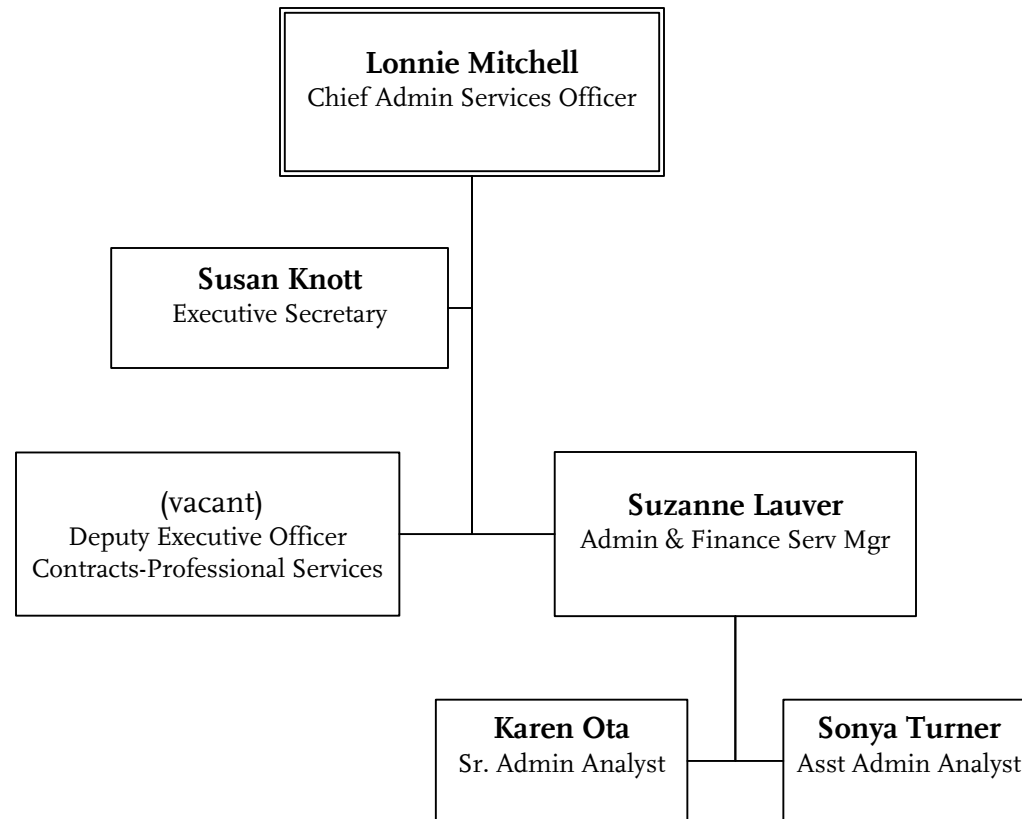 Lonnie Mitchell
Chief Admin Services Officer
Susan Knott
Executive Secretary
(vacant)
Deputy Executive Officer
Contracts-Professional Services
Suzanne Lauver
Admin & Finance Serv Mgr
Karen Ota
Sr. Admin Analyst
Sonya Turner
Asst Admin Analyst